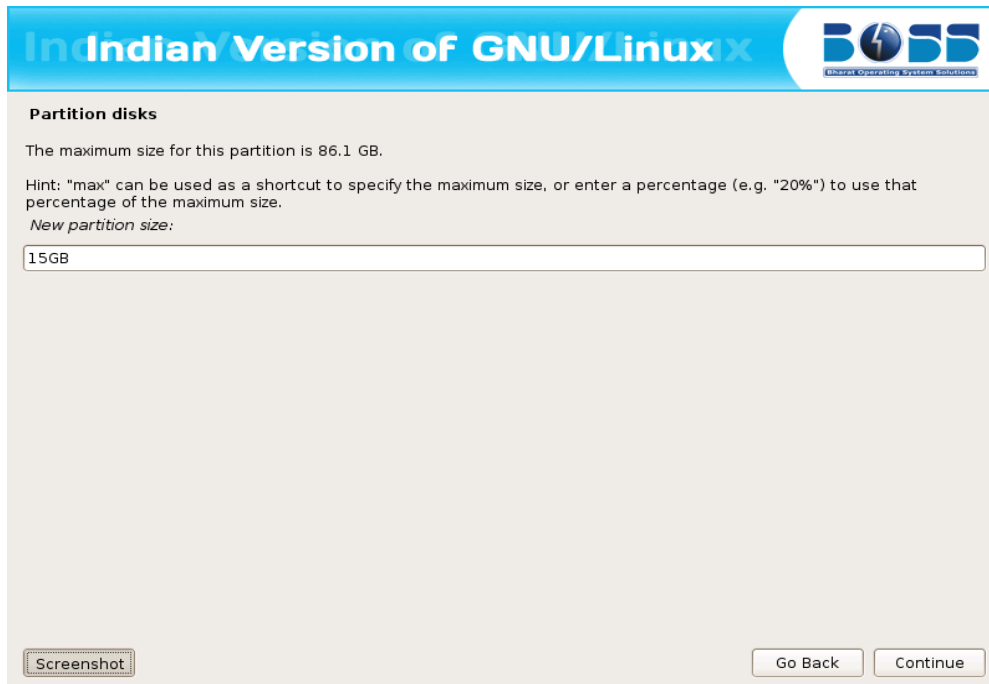 Indian Version of GNU/Linux
BOSS
Bharat Operating System Solutions
Partition disks
The maximum size for this partition is 86.1 GB.
Hint: "max" can be used as a shortcut to specify the maximum size, or enter a percentage (e.g. "20%") to use that
percentage of the maximum size.
New partition size:
15GB
Screenshot
Go Back
Continue